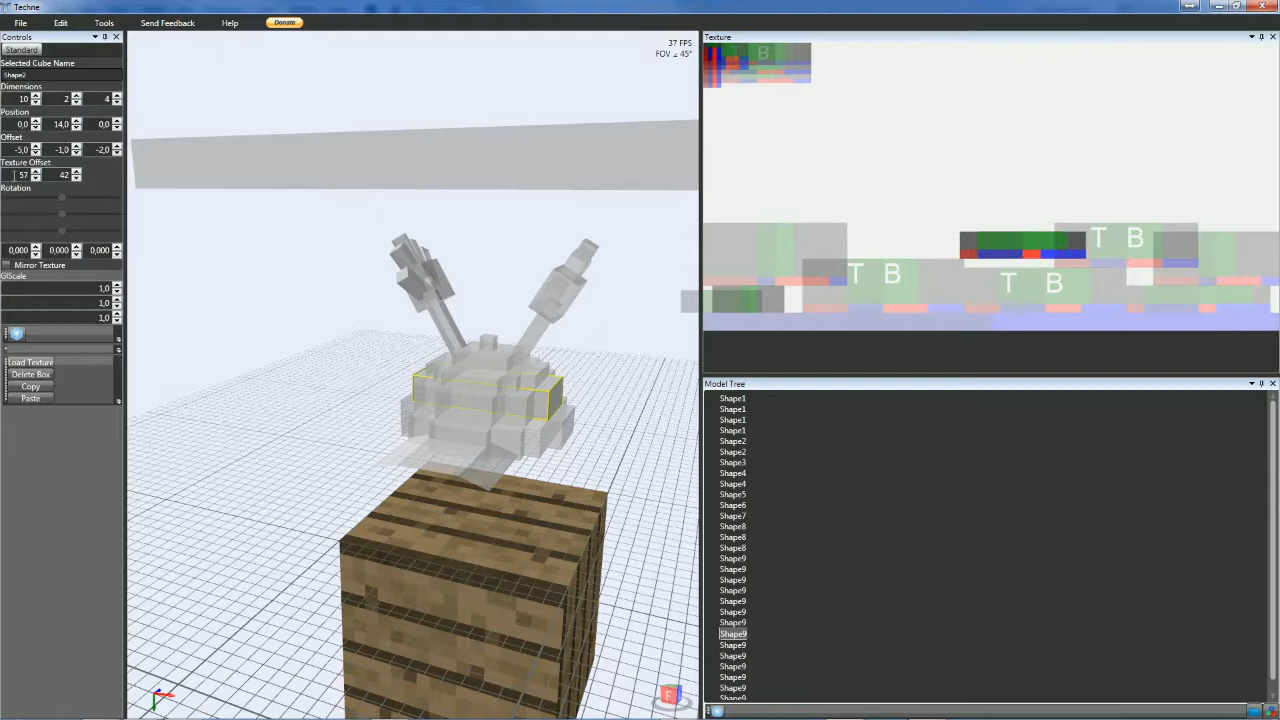 Techne
File Edit Tools Send Feedback Help Donate
Controls
Standard
Selected Cube Name
Shape2
Dimensions
10 2 4
Position
0,0 14,0 0,0
Offset
-5,0 -1,0 -2,0
Texture Offset
57 42
Rotation
0,000 0,000 0,000
Mirror Texture
GlScale
1,0
1,0
1,0
Load Texture
Delete Box
Copy
Paste
37 FPS
FOV ∠ 45°
F
Texture
T B
T B
T B
T B
Model Tree
Shape1
Shape1
Shape1
Shape1
Shape2
Shape2
Shape3
Shape4
Shape4
Shape5
Shape6
Shape7
Shape8
Shape8
Shape8
Shape9
Shape9
Shape9
Shape9
Shape9
Shape9
Shape9
Shape9
Shape9
Shape9
Shape9
Shape9
Shape9
Shape9